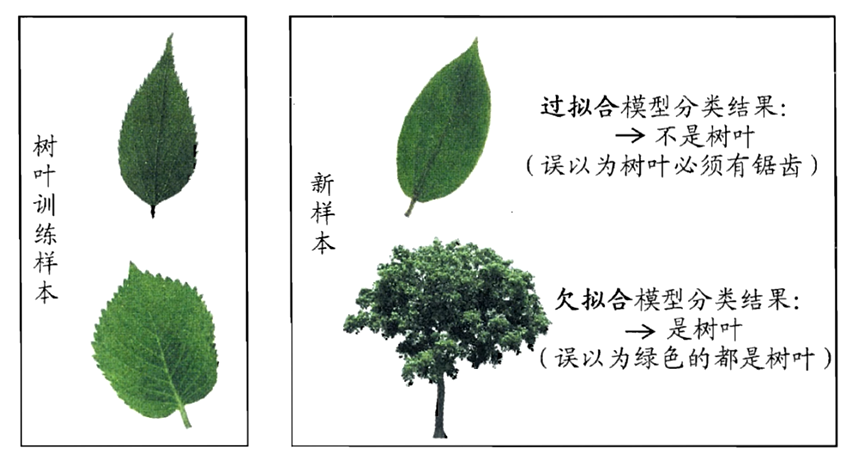 树叶训练样本
新样本
过拟合模型分类结果:
→ 不是树叶
(误以为树叶必须有锯齿)
欠拟合模型分类结果:
→ 是树叶
(误以为绿色的都是树叶)